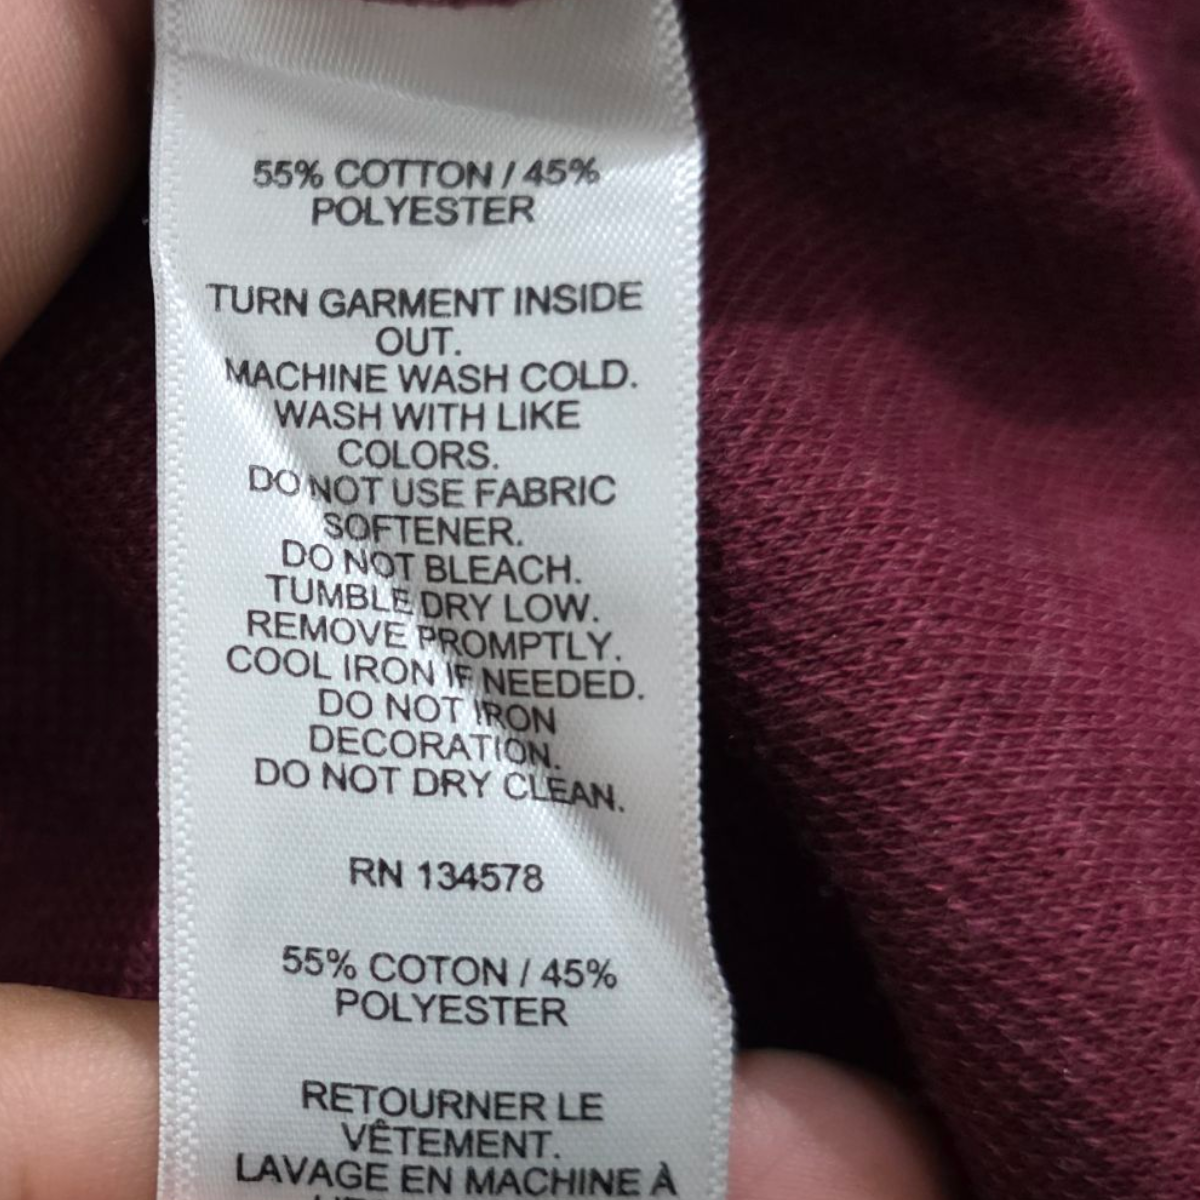 55% COTTON / 45%
POLYESTER
TURN GARMENT INSIDE
OUT.
MACHINE WASH COLD.
WASH WITH LIKE
COLORS.
DO NOT USE FABRIC
SOFTENER.
DO NOT BLEACH.
TUMBLE DRY LOW.
REMOVE PROMPTLY.
COOL IRON IF NEEDED.
DO NOT IRON
DECORATION.
DO NOT DRY CLEAN.
RN 134578
55% COTON / 45%
POLYESTER
RETOURNER LE
VÊTEMENT.
LAVAGE EN MACHINE À